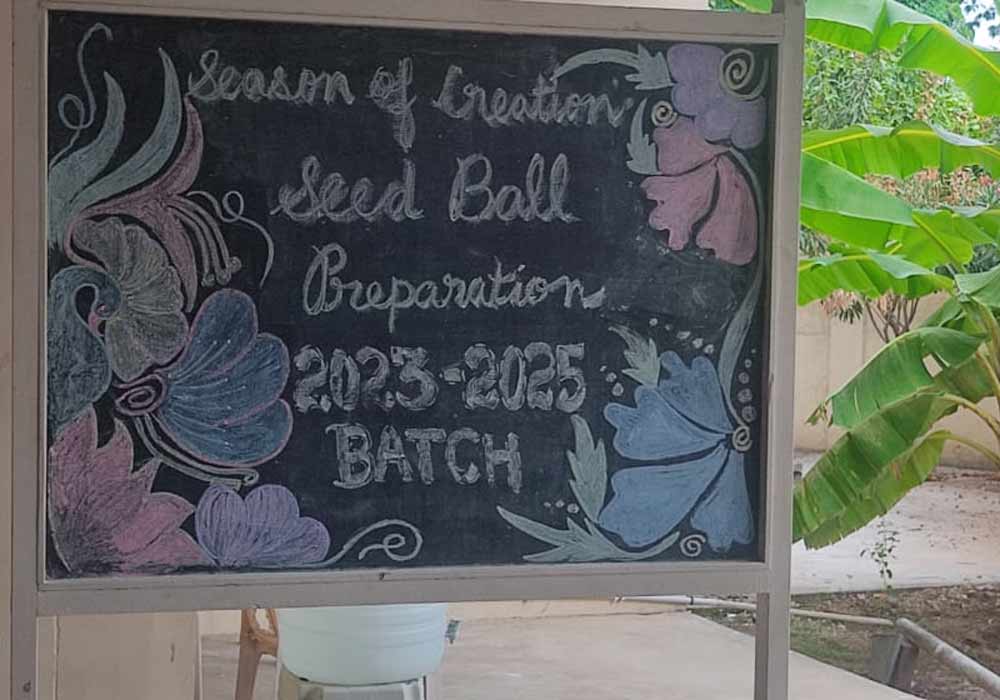 Season of Creation
Seed Ball
Preparation
2023-2025
BATCH